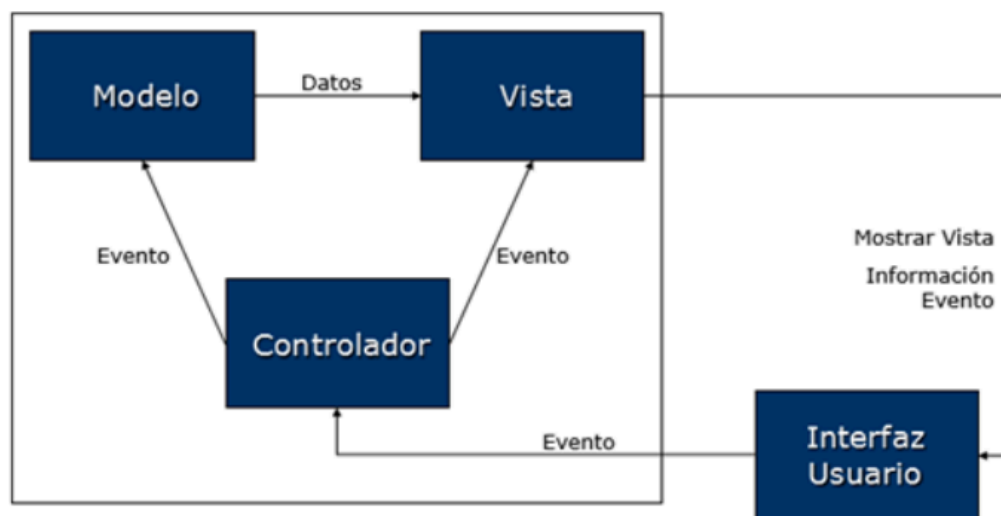 Modelo
Datos
Vista
Evento
Evento
Mostrar Vista
Información
Evento
Controlador
Evento
Interfaz
Usuario